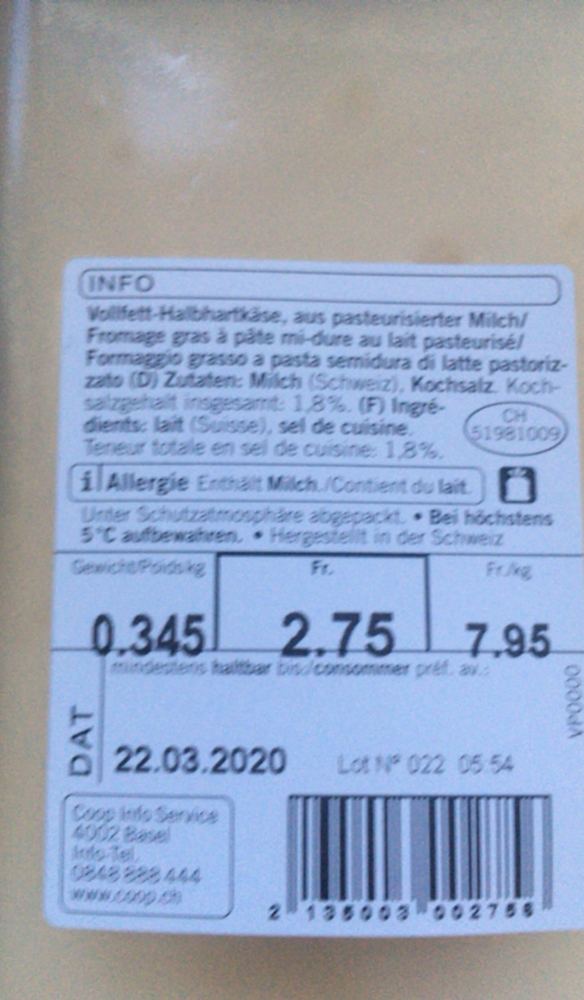 INFO
Vollfett-Halbhartkäse, aus pasteurisierter Milch/
Fromage gras à pâte mi-dure au lait pasteurisé/
Formaggio grasso a pasta semidura di latte pastoriz-
zato (D) Zutaten: Milch (Schweiz), Kochsalz. Koch-
salzgehalt insgesamt: 1,8%. (F) Ingré-
dients: lait (Suisse), sel de cuisine.
Teneur totale en sel de cuisine: 1,8%.
CH
51981009
i Allergie Enthält Milch./Contient du lait.
Unter Schutzatmosphäre abgepackt. • Bei höchstens
5°C aufbewahren. • Hergestellt in der Schweiz
Gewicht/Poids kg Fr. Fr./kg
0.345 2.75 7.95
mindestens haltbar bis:/consommer préf. av.:
DAT
22.03.2020 Lot N° 022 05:54
VP0000
Coop Info Service
4002 Basel
Info-Tel.
0848 888 444
www.coop.ch
2 135003 002756